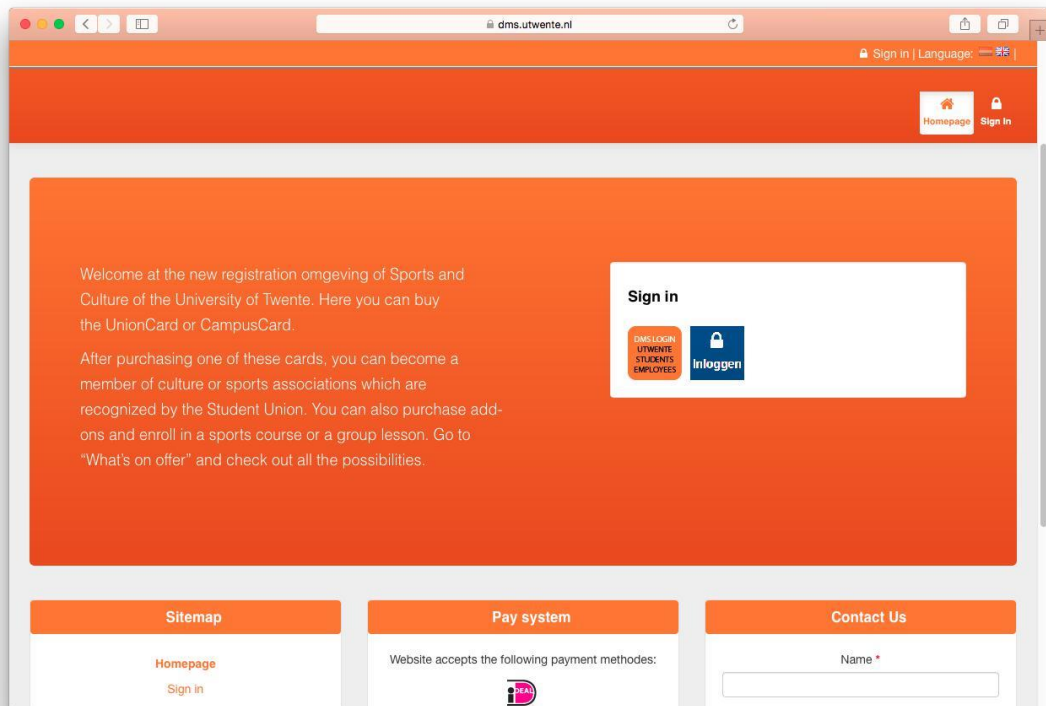 dms.utwente.nl
Sign in | Language: |
Homepage
Sign In
Welcome at the new registration omgeving of Sports and
Culture of the University of Twente. Here you can buy
the UnionCard or CampusCard.
After purchasing one of these cards, you can become a
member of culture or sports associations which are
recognized by the Student Union. You can also purchase add-
ons and enroll in a sports course or a group lesson. Go to
“What's on offer” and check out all the possibilities.
Sign in
DMS LOGIN
UTWENTE
STUDENTS
EMPLOYEES
Inloggen
Sitemap
Homepage
Sign in
Pay system
Website accepts the following payment methodes:
iDEAL
Contact Us
Name *